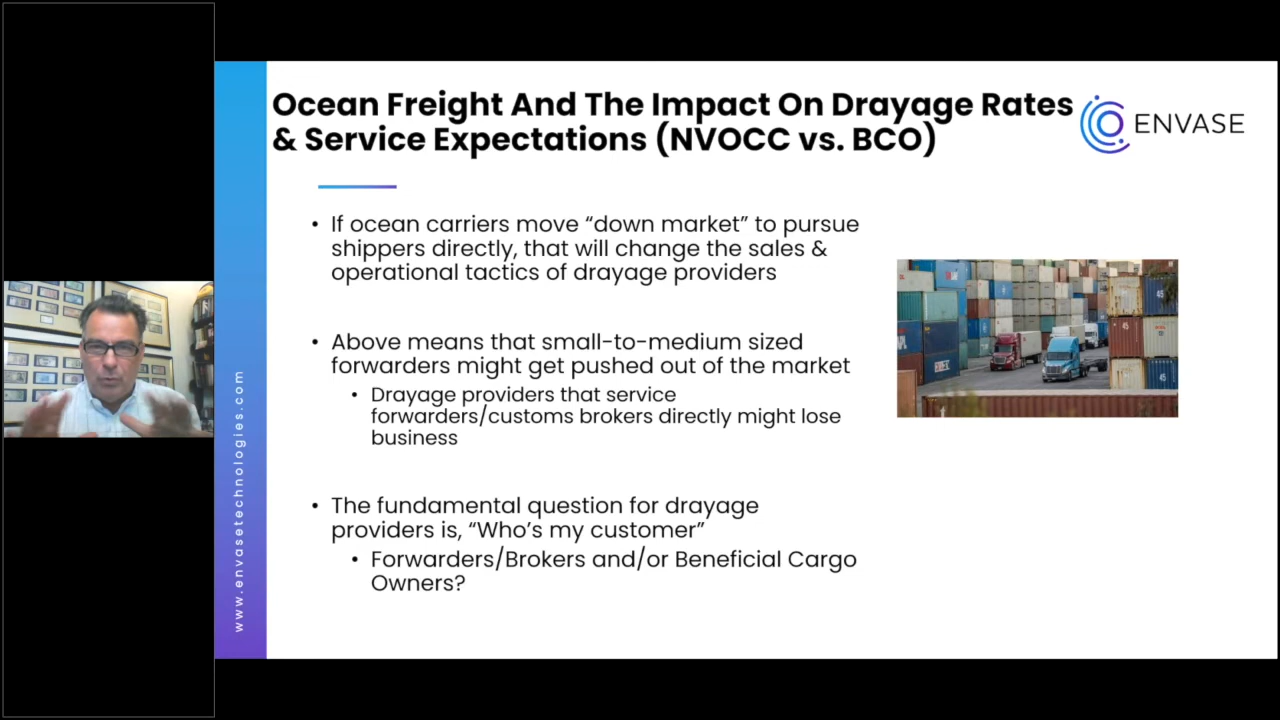 Ocean Freight And The Impact On Drayage Rates
& Service Expectations (NVOCC vs. BCO)
ENVASE
• If ocean carriers move “down market” to pursue
shippers directly, that will change the sales &
operational tactics of drayage providers
• Above means that small-to-medium sized
forwarders might get pushed out of the market
• Drayage providers that service
forwarders/customs brokers directly might lose
business
• The fundamental question for drayage
providers is, “Who’s my customer”
• Forwarders/Brokers and/or Beneficial Cargo
Owners?
www.envasetechnologies.com
45
45
45